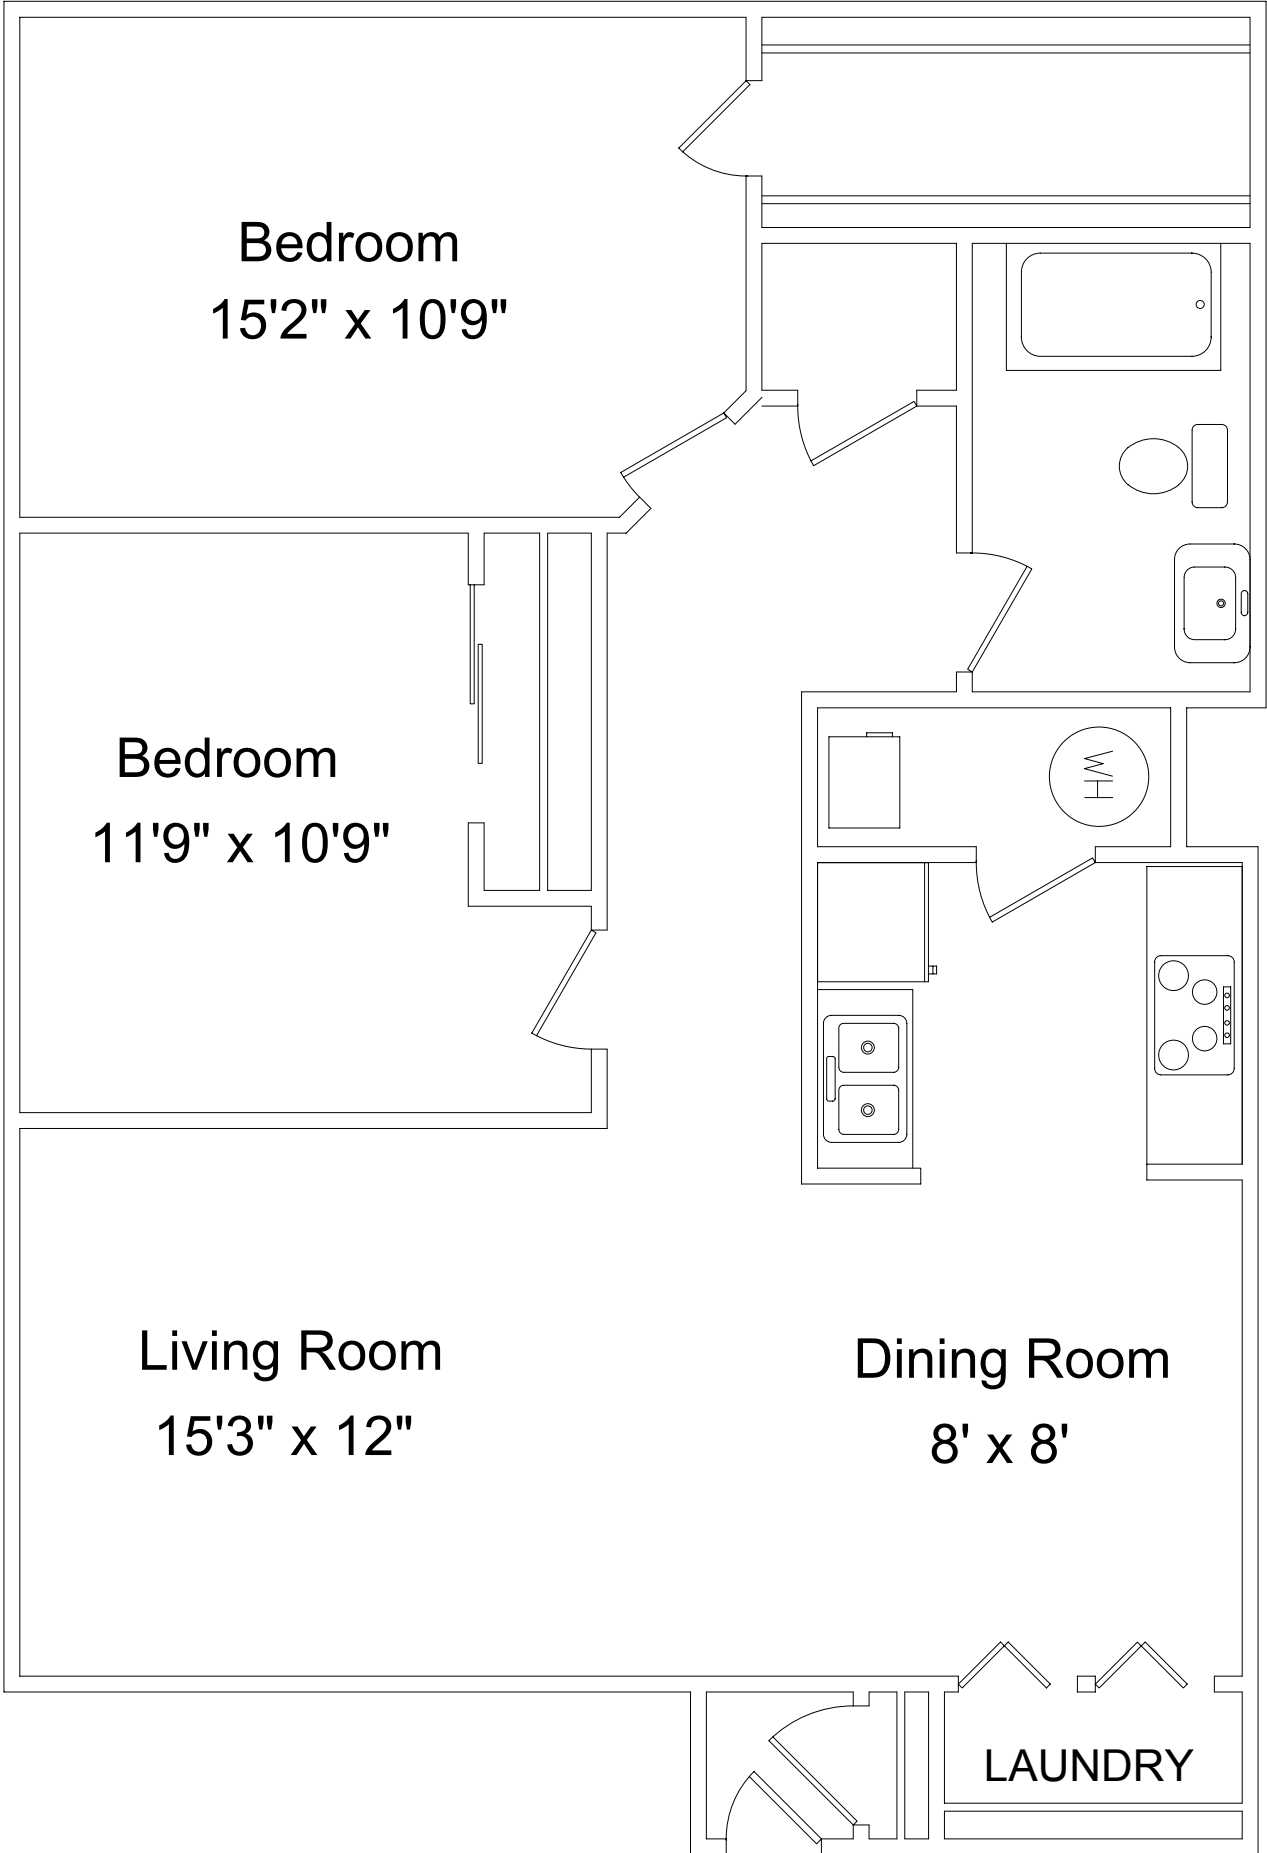 Bedroom
15'2" x 10'9"
Bedroom
11'9" x 10'9"
WH
Living Room
15'3" x 12"
Dining Room
8' x 8'
LAUNDRY